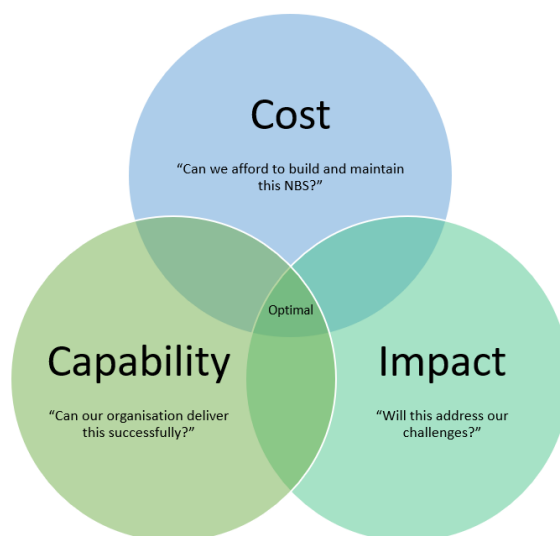 Cost
“Can we afford to build and maintain
this NBS?”
Optimal
Capability
“Can our organisation deliver
this successfully?”
Impact
“Will this address our
challenges?”